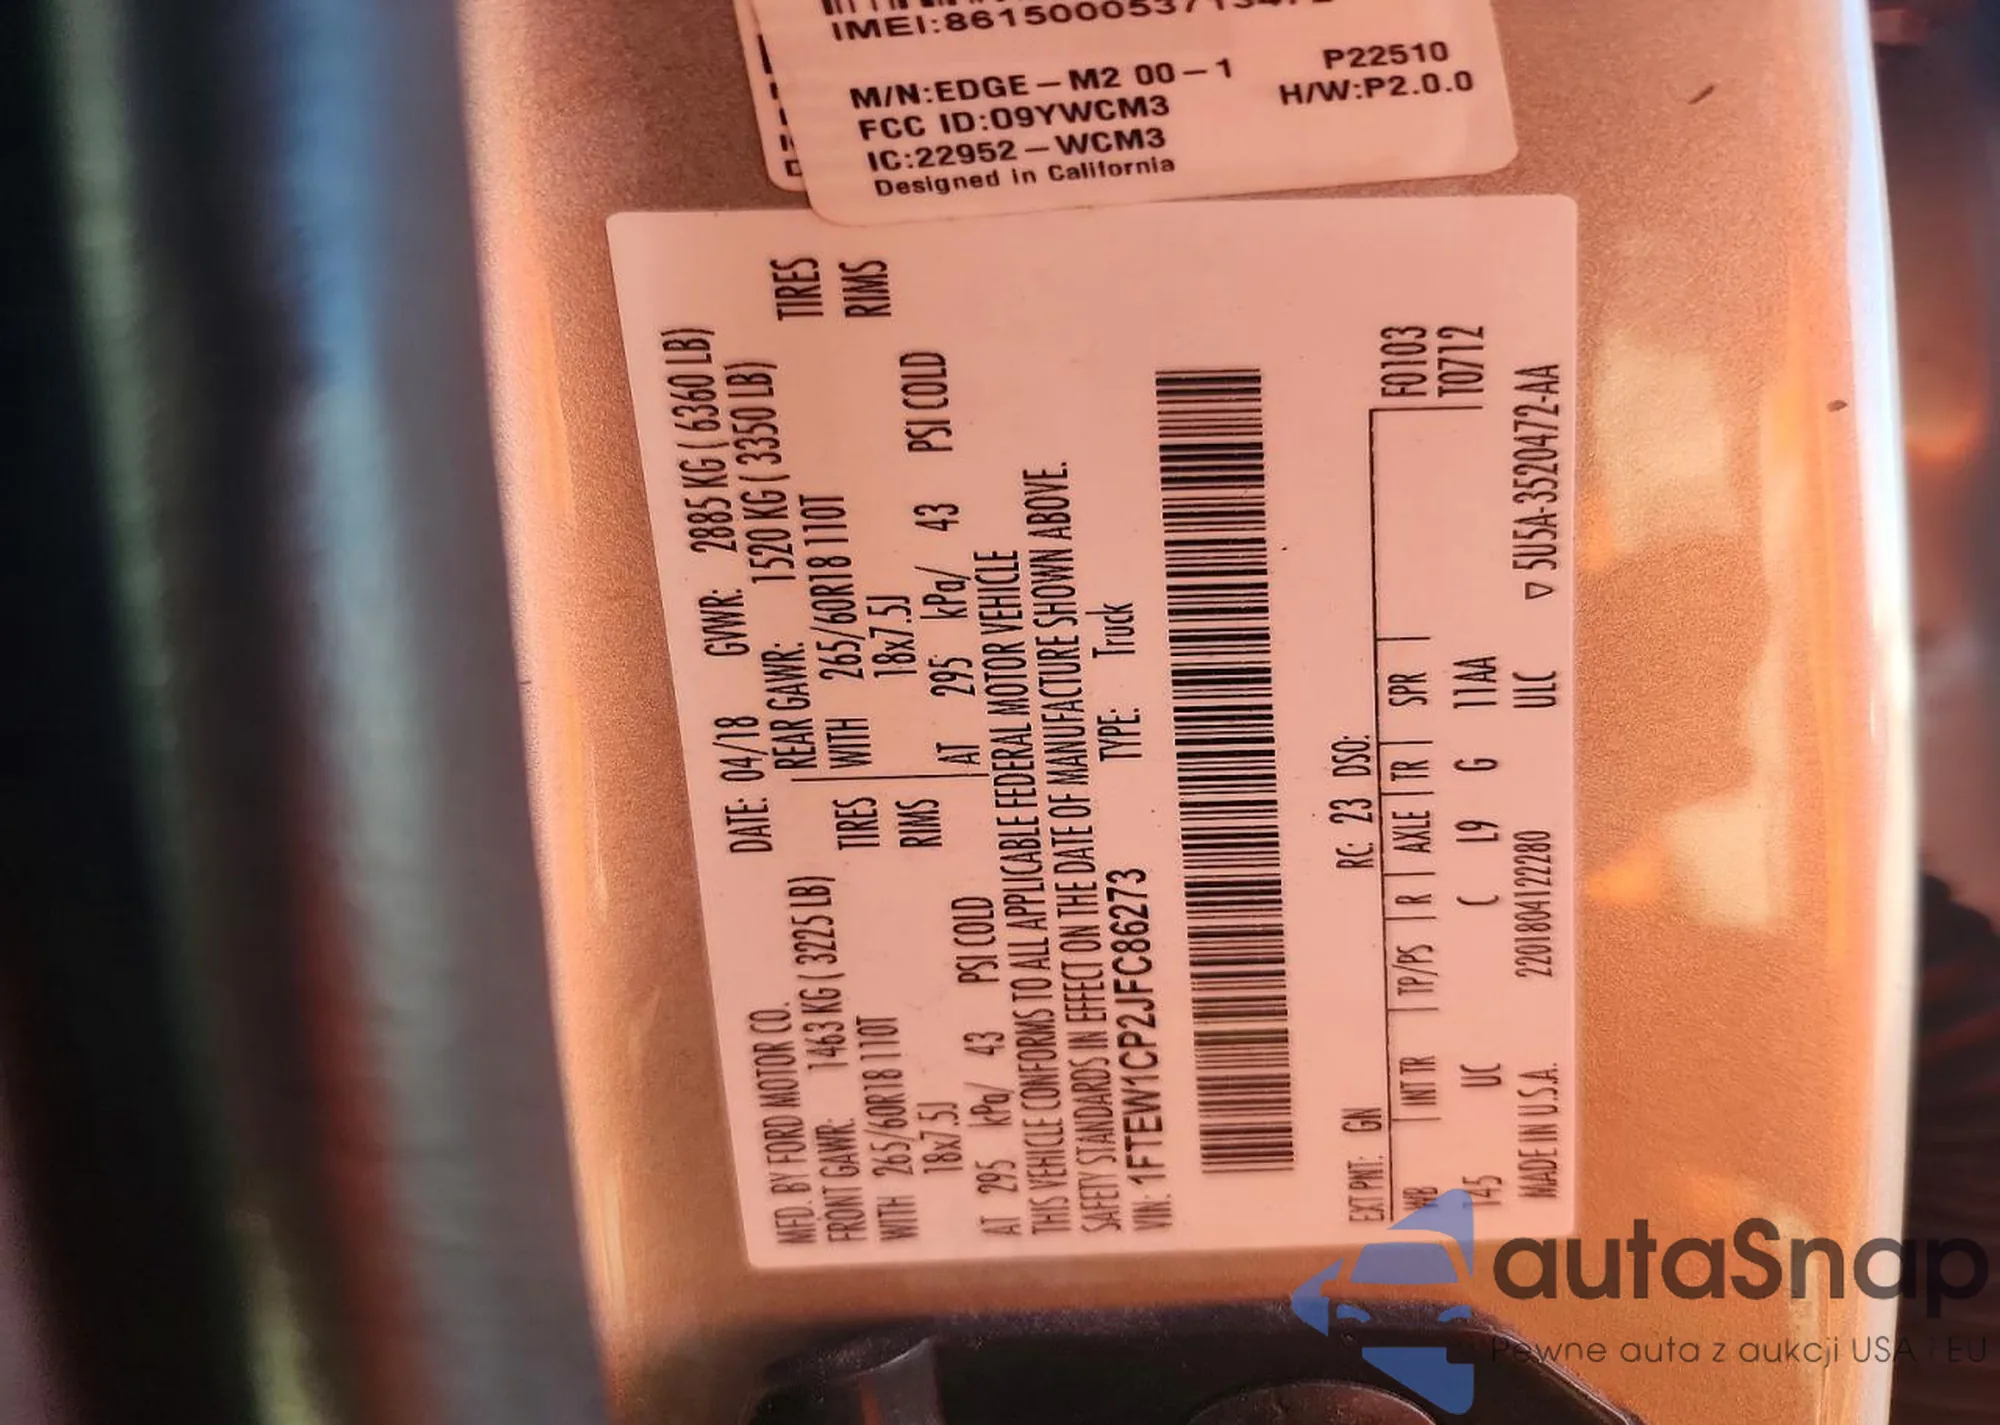 IMEI:86150005371347
M/N:EDGE-M2 00-1 P22510
FCC ID:O9YWCM3 H/W:P2.0.0
IC:22952-WCM3
Designed in California
MFD. BY FORD MOTOR CO. DATE: 04/18 GVWR: 2885 KG ( 6360 LB)
FRONT GAWR: 1463 KG ( 3225 LB) REAR GAWR: 1520 KG ( 3350 LB)
WITH 265/60R18 110T TIRES WITH 265/60R18 110T TIRES
18x7.5J RIMS 18x7.5J RIMS
AT 295 kPa/ 43 PSI COLD AT 295 kPa/ 43 PSI COLD
THIS VEHICLE CONFORMS TO ALL APPLICABLE FEDERAL MOTOR VEHICLE
SAFETY STANDARDS IN EFFECT ON THE DATE OF MANUFACTURE SHOWN ABOVE.
VIN: 1FTEW1CP2JFC86273 TYPE: Truck
EXT PNT: GN RC: 23 DSO:
WB INT TR TP/PS R AXLE TR SPR F0103
145 UC C L9 G 11AA T0712
MADE IN U.S.A. 220180412280 ULC ▽ 5U5A-3520472-AA
autaSnap
Pewne auta z aukcji USA i EU